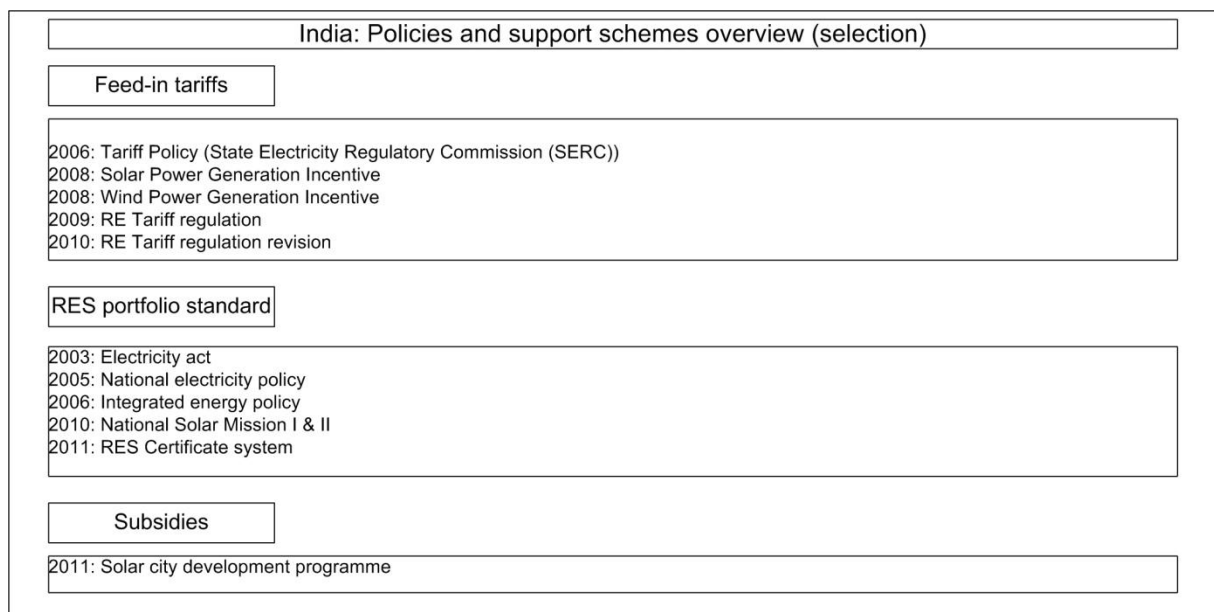 India: Policies and support schemes overview (selection)
Feed-in tariffs
2006: Tariff Policy (State Electricity Regulatory Commission (SERC))
2008: Solar Power Generation Incentive
2008: Wind Power Generation Incentive
2009: RE Tariff regulation
2010: RE Tariff regulation revision
RES portfolio standard
2003: Electricity act
2005: National electricity policy
2006: Integrated energy policy
2010: National Solar Mission I & II
2011: RES Certificate system
Subsidies
2011: Solar city development programme